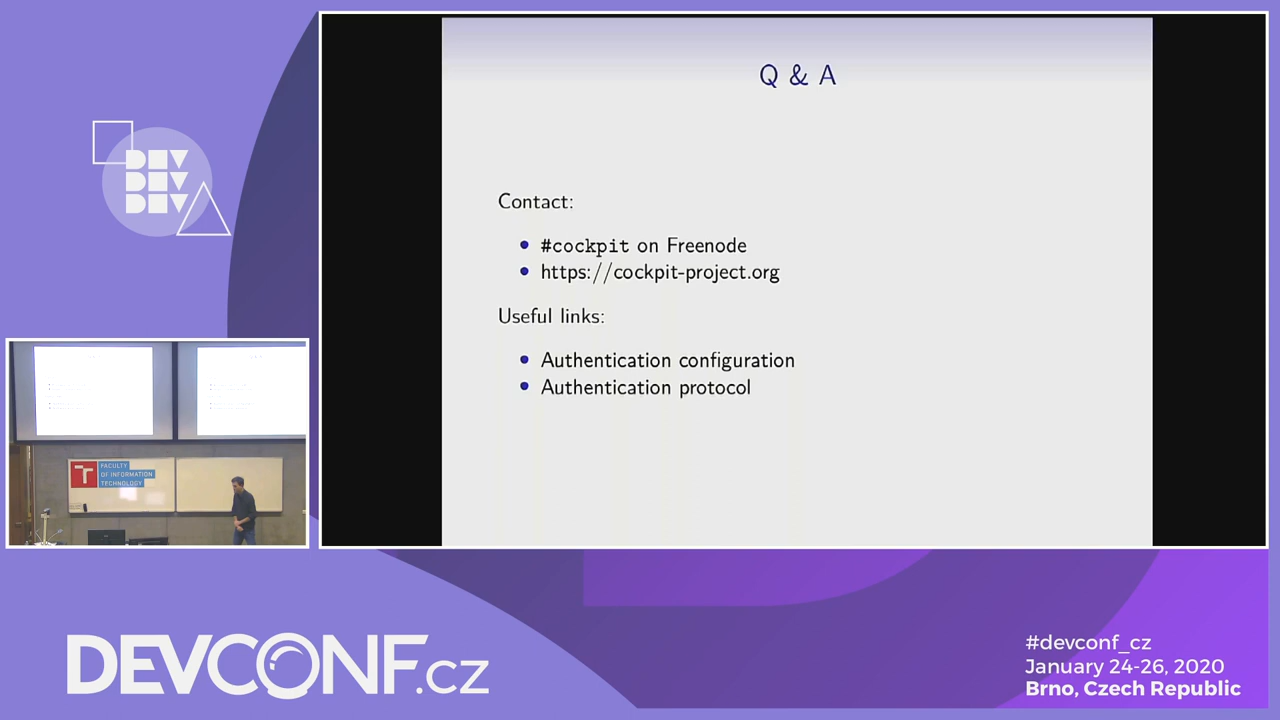 DEV
DEV
DEV
Q & A
Contact:
#cockpit on Freenode
https://cockpit-project.org
Useful links:
Authentication configuration
Authentication protocol
FACULTY
OF INFORMATION
TECHNOLOGY
DEVCONF.cz
#devconf_cz
January 24-26, 2020
Brno, Czech Republic